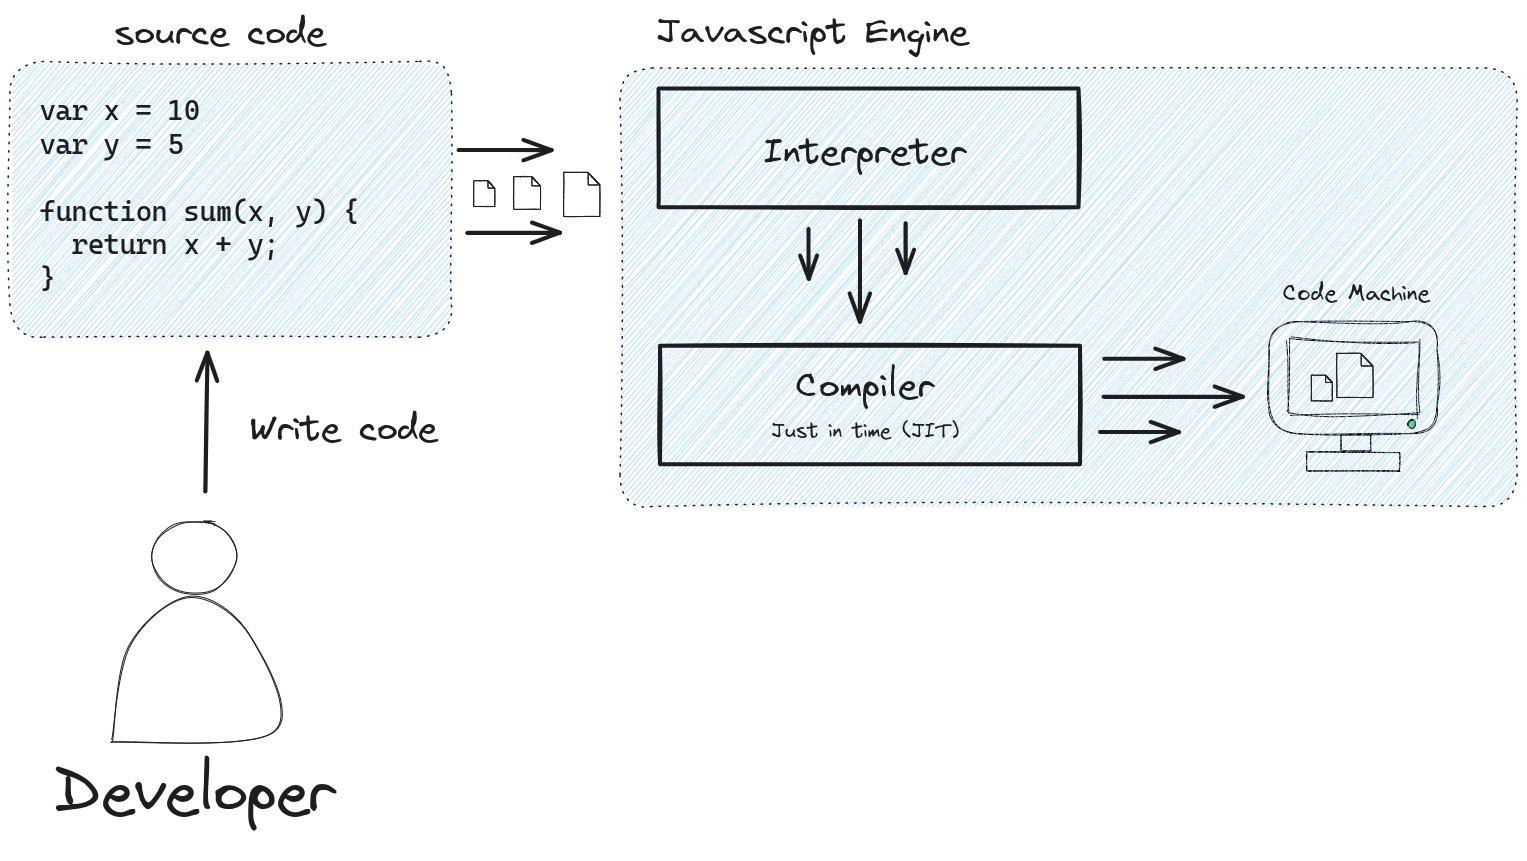 source code
var x = 10
var y = 5
function sum(x, y) {
  return x + y;
}
Write code
Developer
Javascript Engine
Interpreter
Compiler
Just in time (JIT)
Code Machine